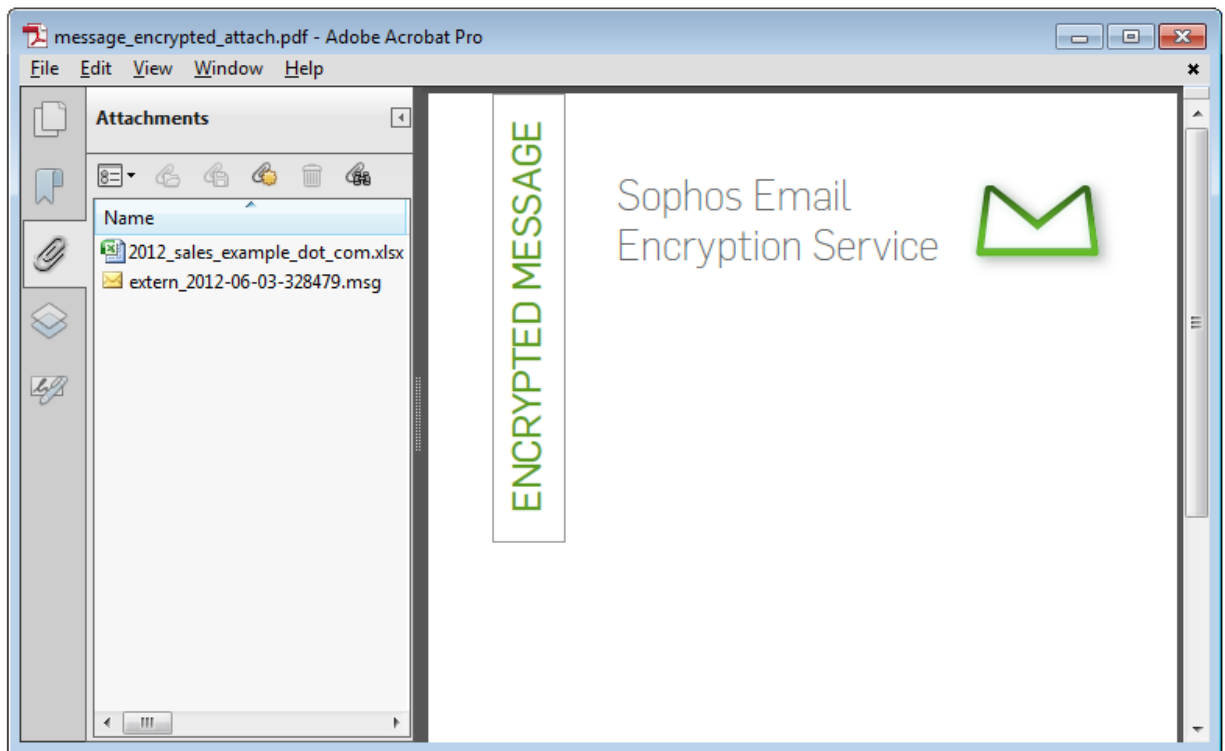 message_encrypted_attach.pdf - Adobe Acrobat Pro
File Edit View Window Help
Attachments
Name
2012_sales_example_dot_com.xlsx
extern_2012-06-03-328479.msg
ENCRYPTED MESSAGE
Sophos Email
Encryption Service